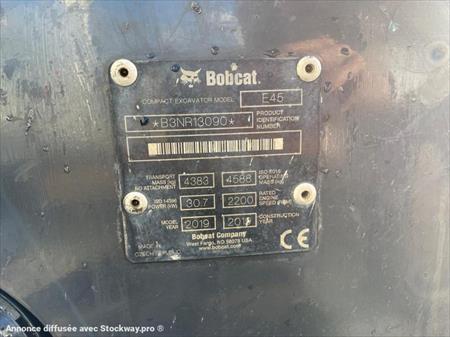 Bobcat.
COMPACT EXCAVATOR MODEL E45
*B3NR13090* PRODUCT IDENTIFICATION NUMBER
TRANSPORT MASS (kg) NO ATTACHMENT 4383 4588 ISO 6016 OPERATING MASS (kg)
ISO 14396 POWER (kW) 30.7 2200 RATED ENGINE SPEED (min-1)
MODEL YEAR 2019 2019 CONSTRUCTION YEAR
Bobcat Company
West Fargo, ND 58078 USA
www.bobcat.com
MADE IN
CZECH REPUBLIC
CE
Annonce diffusée avec Stockway.pro ®